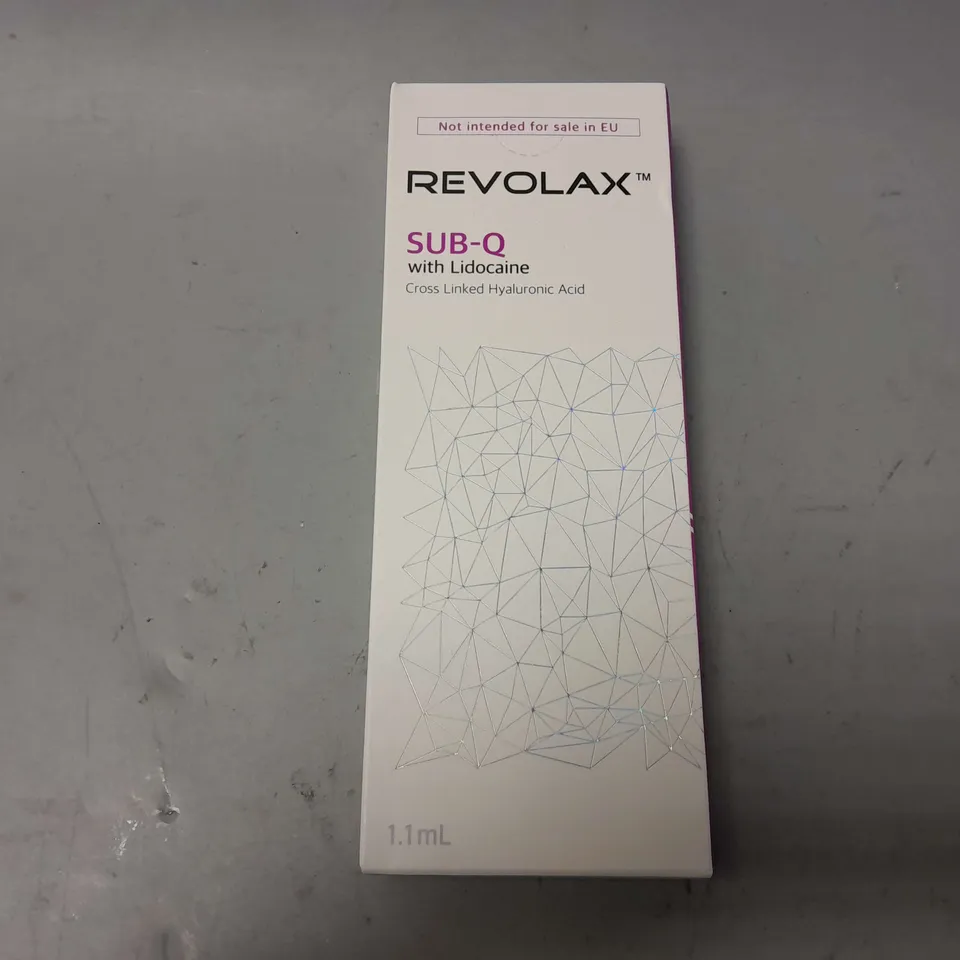 Not intended for sale in EU
REVOLAX™
SUB-Q
with Lidocaine
Cross Linked Hyaluronic Acid
1.1mL